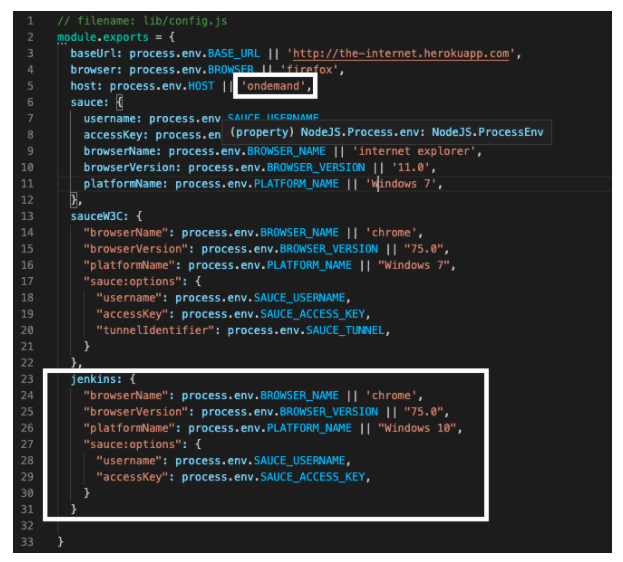 1 // filename: lib/config.js
2 module.exports = {
3 baseUrl: process.env.BASE_URL || 'http://the-internet.herokuapp.com',
4 browser: process.env.BROWSER || 'firefox',
5 host: process.env.HOST || 'ondemand',
6 sauce: {
7 username: process.env.SAUCE_USERNAME
8 accessKey: process.en
(property) NodeJS.Process.env: NodeJS.ProcessEnv
9 browserName: process.env.BROWSER_NAME || 'internet explorer',
10 browserVersion: process.env.BROWSER_VERSION || '11.0',
11 platformName: process.env.PLATFORM_NAME || 'Windows 7',
12 },
13 sauceW3C: {
14 "browserName": process.env.BROWSER_NAME || 'chrome',
15 "browserVersion": process.env.BROWSER_VERSION || "75.0",
16 "platformName": process.env.PLATFORM_NAME || "Windows 7",
17 "sauce:options": {
18 "username": process.env.SAUCE_USERNAME,
19 "accessKey": process.env.SAUCE_ACCESS_KEY,
20 "tunnelIdentifier": process.env.SAUCE_TUNNEL,
21 }
22 },
23 jenkins: {
24 "browserName": process.env.BROWSER_NAME || 'chrome',
25 "browserVersion": process.env.BROWSER_VERSION || "75.0",
26 "platformName": process.env.PLATFORM_NAME || "Windows 10",
27 "sauce:options": {
28 "username": process.env.SAUCE_USERNAME,
29 "accessKey": process.env.SAUCE_ACCESS_KEY,
30 }
31 }
32
33 }